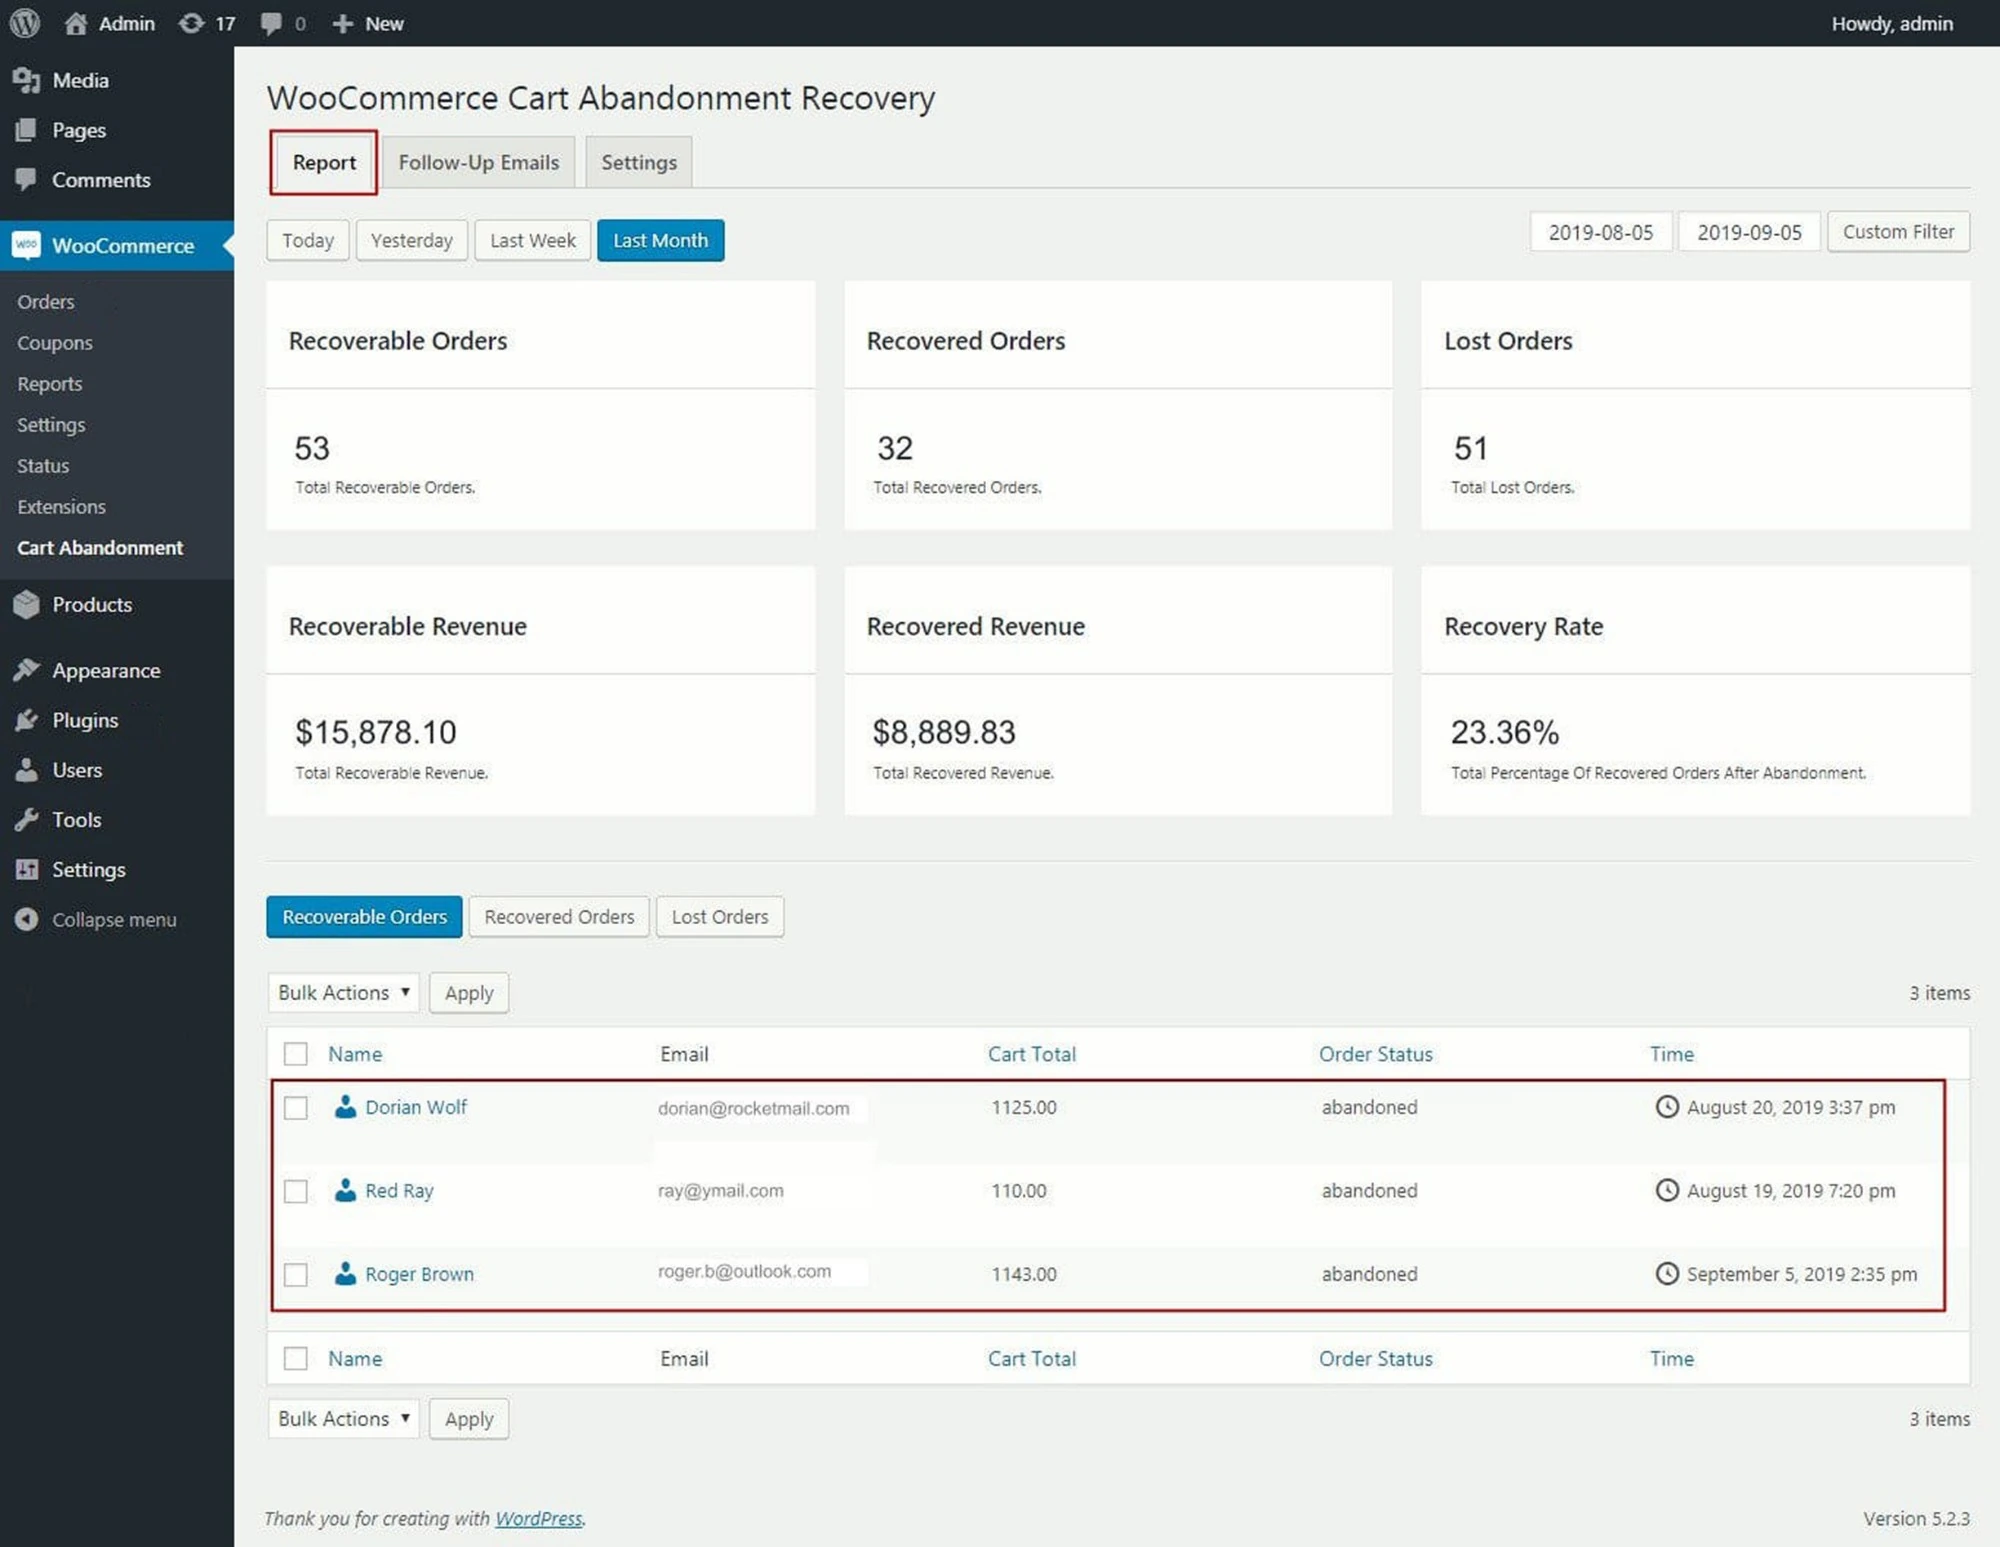 Admin 17 0 New Howdy, admin
Media
Pages
Comments
WooCommerce
Orders
Coupons
Reports
Settings
Status
Extensions
Cart Abandonment
Products
Appearance
Plugins
Users
Tools
Settings
Collapse menu
WooCommerce Cart Abandonment Recovery
Report Follow-Up Emails Settings
Today Yesterday Last Week Last Month 2019-08-05 2019-09-05 Custom Filter
Recoverable Orders Recovered Orders Lost Orders
53 32 51
Total Recoverable Orders. Total Recovered Orders. Total Lost Orders.
Recoverable Revenue Recovered Revenue Recovery Rate
$15,878.10 $8,889.83 23.36%
Total Recoverable Revenue. Total Recovered Revenue. Total Percentage Of Recovered Orders After Abandonment.
Recoverable Orders Recovered Orders Lost Orders
Bulk Actions Apply 3 items
Name Email Cart Total Order Status Time
Dorian Wolf dorian@rocketmail.com 1125.00 abandoned August 20, 2019 3:37 pm
Red Ray ray@ymail.com 110.00 abandoned August 19, 2019 7:20 pm
Roger Brown roger.b@outlook.com 1143.00 abandoned September 5, 2019 2:35 pm
Name Email Cart Total Order Status Time
Bulk Actions Apply 3 items
Thank you for creating with WordPress. Version 5.2.3